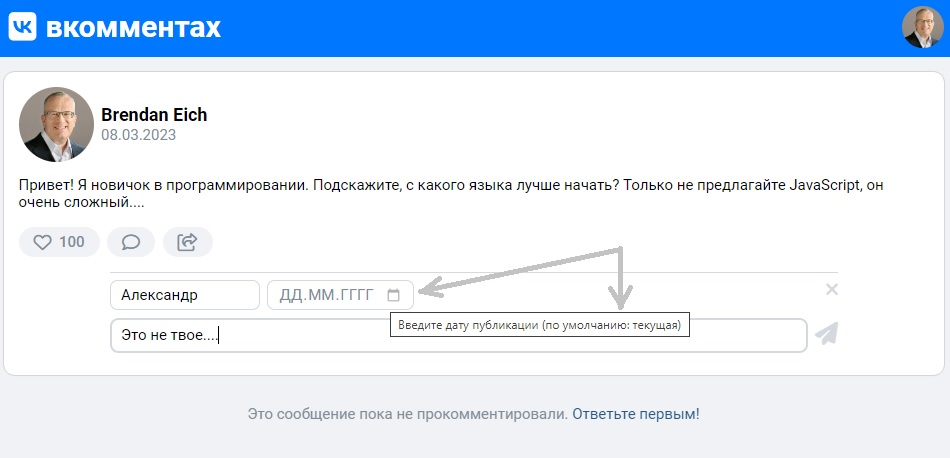 вкомментах
Brendan Eich
08.03.2023
Привет! Я новичок в программировании. Подскажите, с какого языка лучше начать? Только не предлагайте JavaScript, он
очень сложный....
100
Александр
ДД.ММ.ГГГГ
Введите дату публикации (по умолчанию: текущая)
Это не твое....
Это сообщение пока не прокомментировали. Ответьте первым!